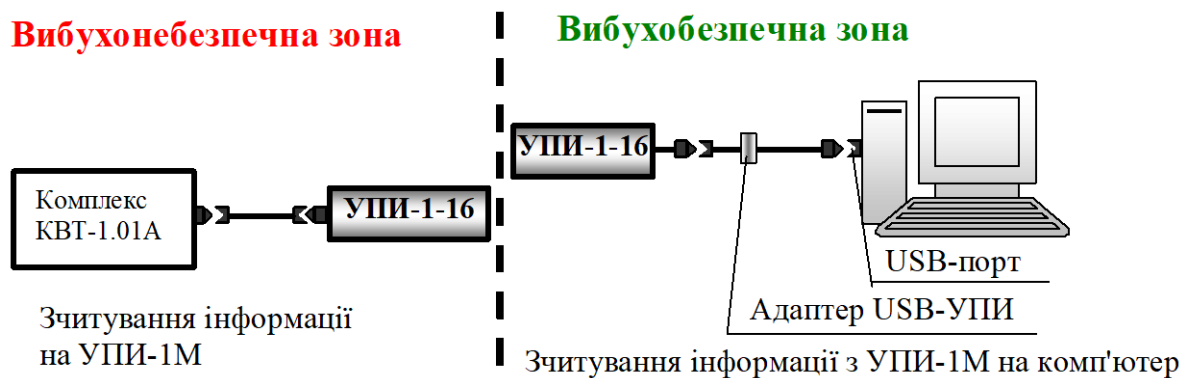 Вибухонебезпечна зона
Комплекс
КВТ-1.01А
УПИ-1-16
Зчитування інформації
на УПИ-1М
Вибухобезпечна зона
УПИ-1-16
USB-порт
Адаптер USB-УПИ
Зчитування інформації з УПИ-1М на комп'ютер